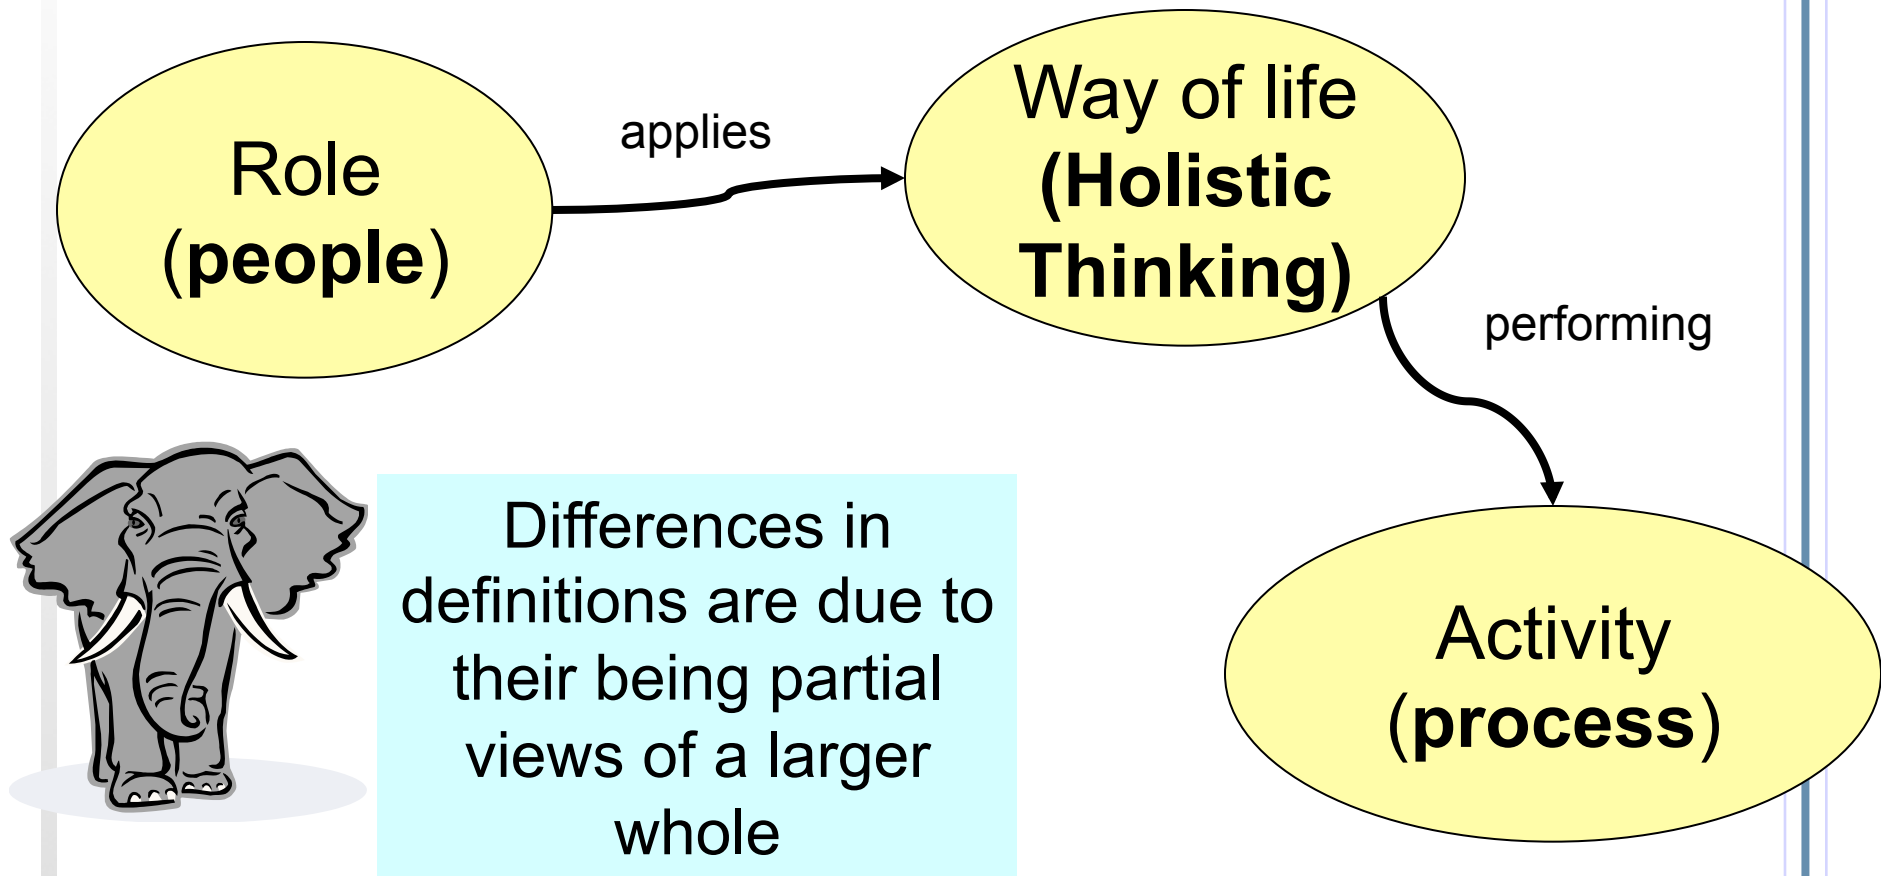 Role
(people)
applies
Way of life
(Holistic
Thinking)
performing
Differences in
definitions are due to
their being partial
views of a larger
whole
Activity
(process)